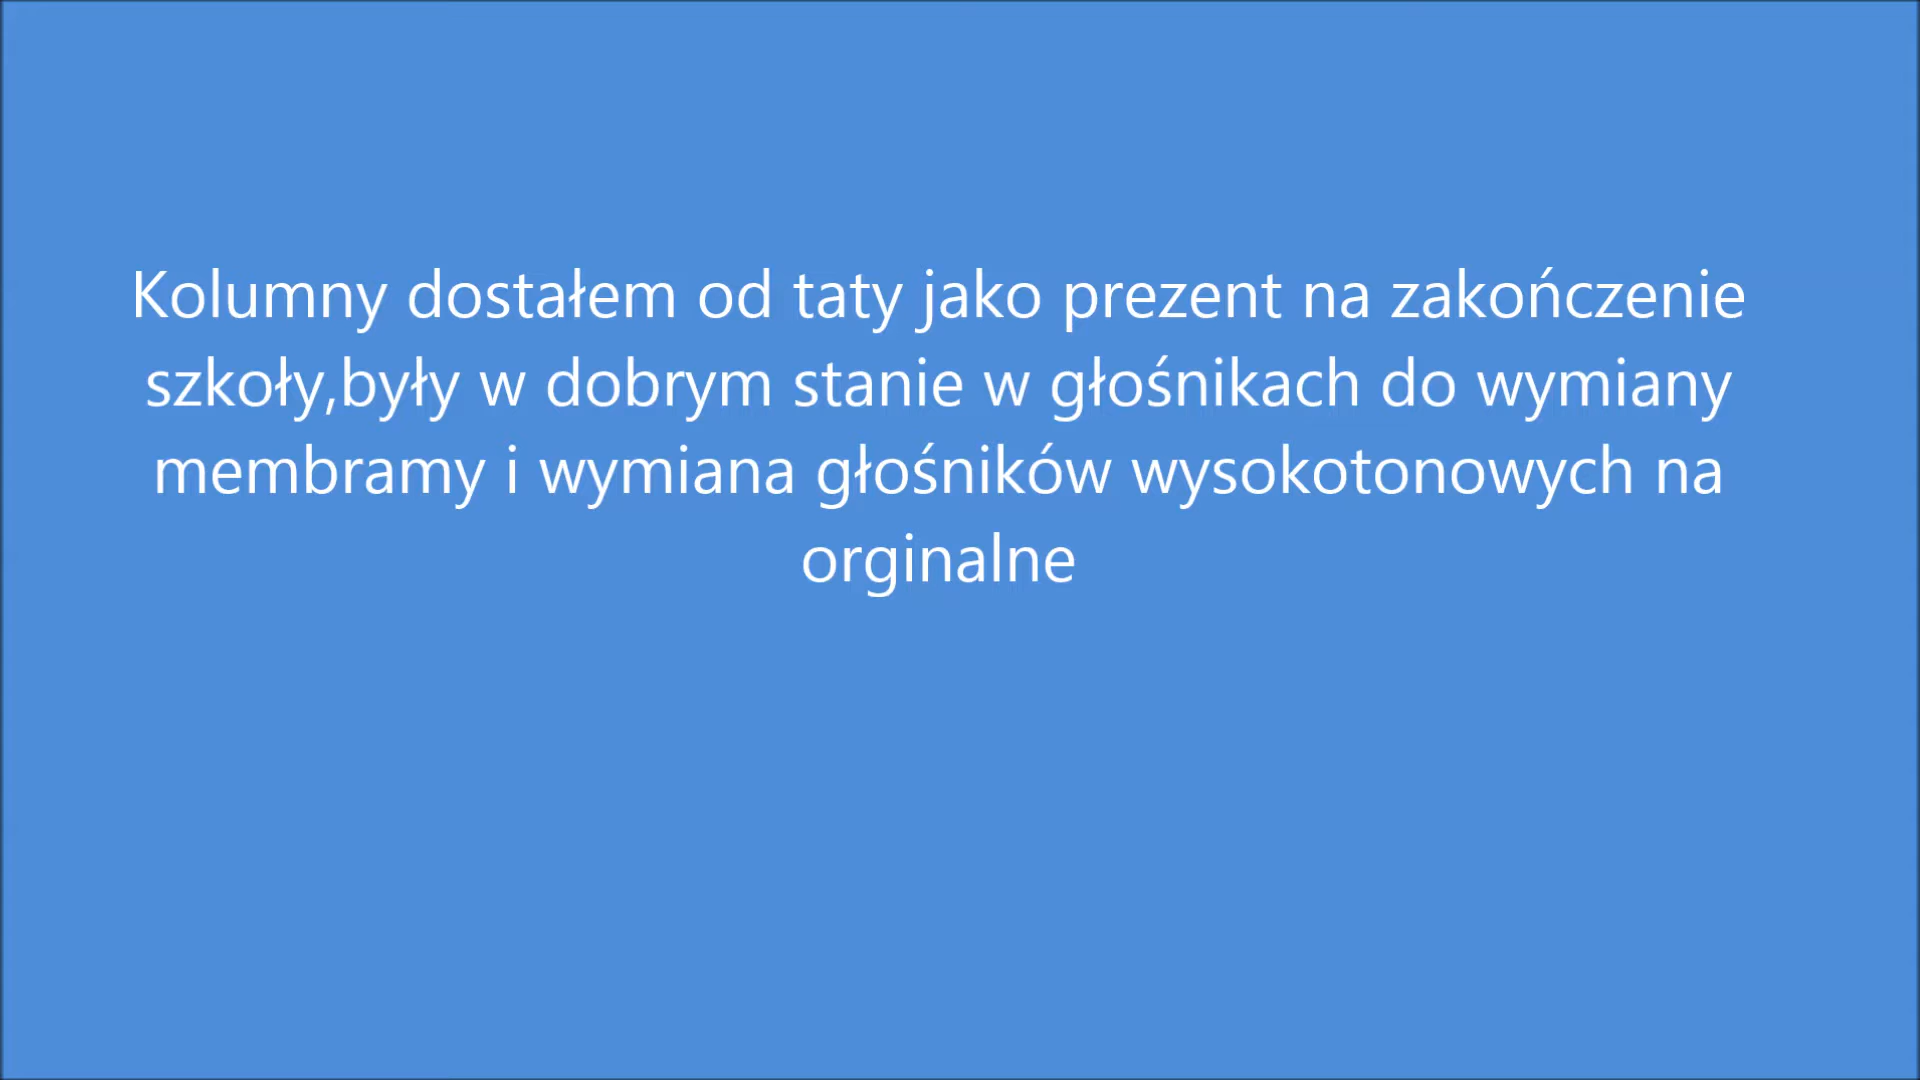 Kolumny dostałem od taty jako prezent na zakończenie
szkoły,były w dobrym stanie w głośnikach do wymiany
membramy i wymiana głośników wysokotonowych na
orginalne